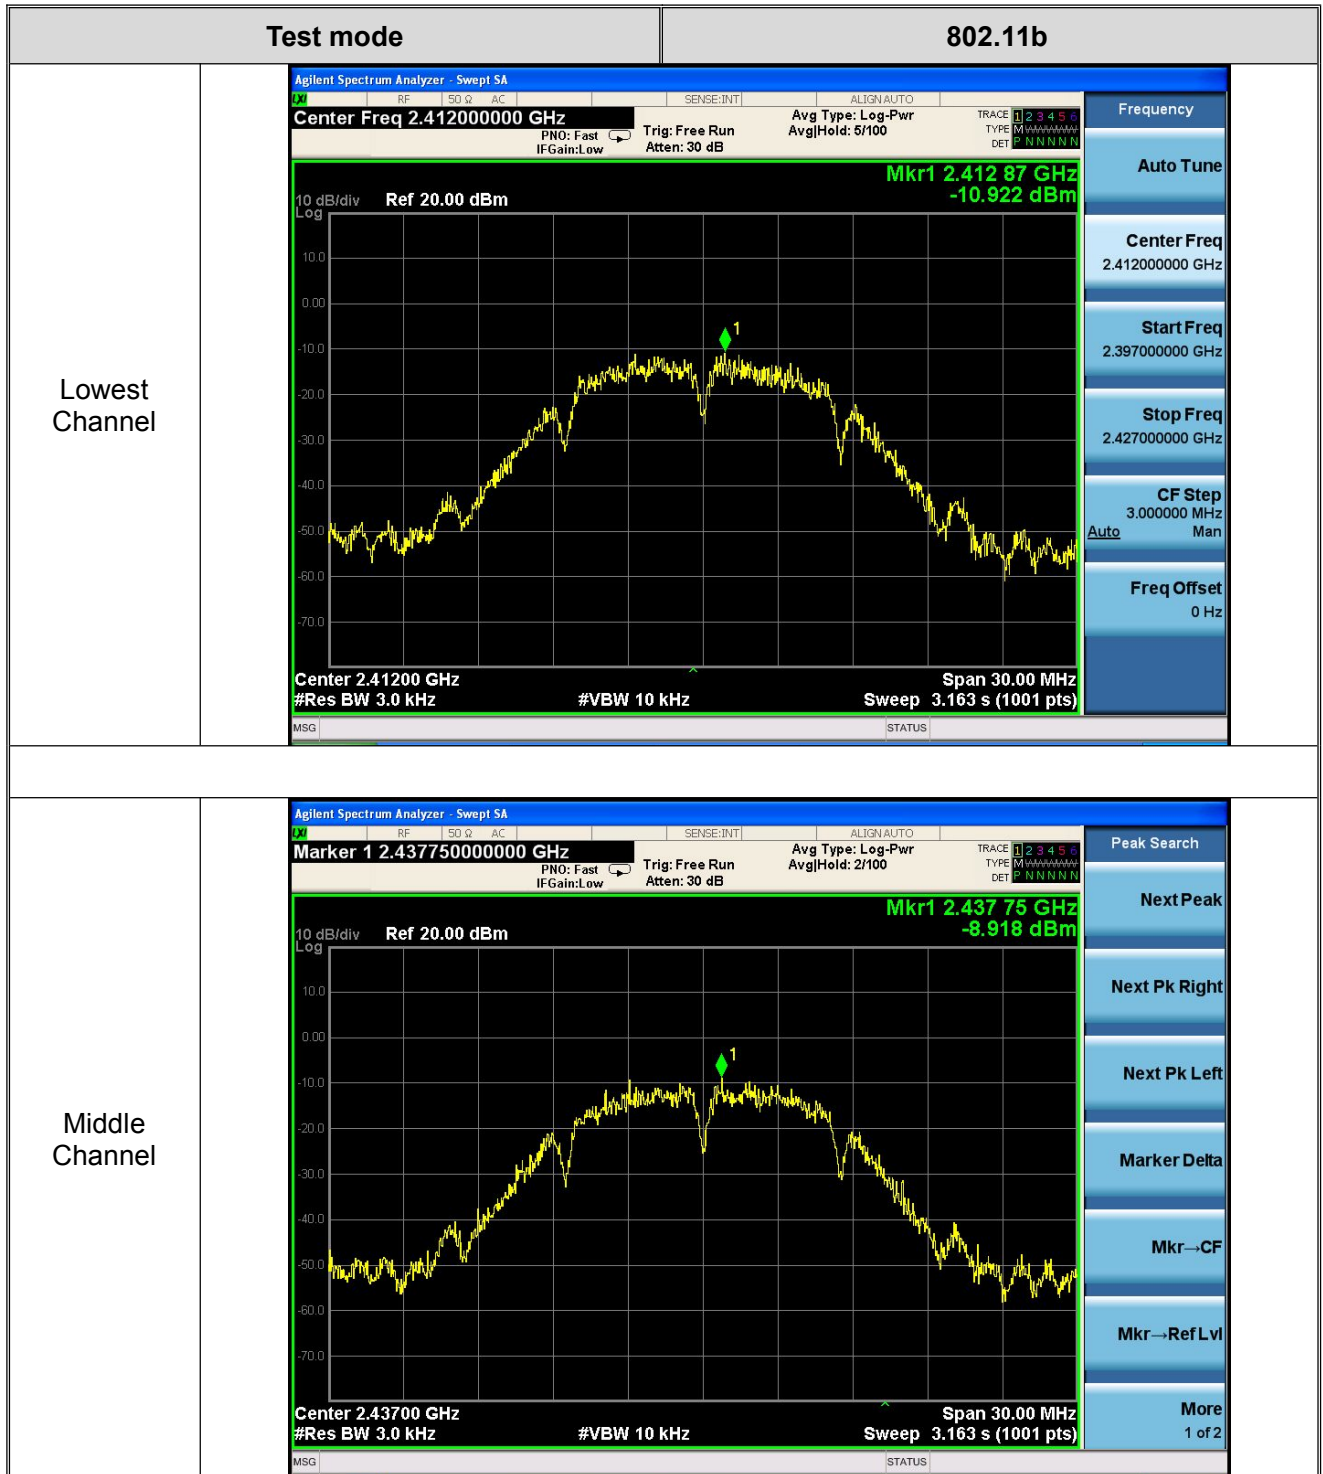 Test mode 802.11b
Lowest
Channel
Agilent Spectrum Analyzer - Swept SA
LXI RF 50 Ω AC SENSE:INT ALIGN AUTO
Center Freq 2.412000000 GHz
PNO: Fast
IFGain:Low
Trig: Free Run
Atten: 30 dB
Avg Type: Log-Pwr
Avg|Hold: 5/100
TRACE 1 2 3 4 5 6
TYPE M
DET P N N N N N
Mkr1 2.412 87 GHz
-10.922 dBm
10 dB/div Ref 20.00 dBm
Log
10.0
0.00
-10.0
-20.0
-30.0
-40.0
-50.0
-60.0
-70.0
1
Center 2.41200 GHz Span 30.00 MHz
#Res BW 3.0 kHz #VBW 10 kHz Sweep 3.163 s (1001 pts)
MSG STATUS
Frequency
Auto Tune
Center Freq
2.412000000 GHz
Start Freq
2.397000000 GHz
Stop Freq
2.427000000 GHz
CF Step
3.000000 MHz
Auto Man
Freq Offset
0 Hz
Middle
Channel
Agilent Spectrum Analyzer - Swept SA
LXI RF 50 Ω AC SENSE:INT ALIGN AUTO
Marker 1 2.437750000000 GHz
PNO: Fast
IFGain:Low
Trig: Free Run
Atten: 30 dB
Avg Type: Log-Pwr
Avg|Hold: 2/100
TRACE 1 2 3 4 5 6
TYPE M
DET P N N N N N
Mkr1 2.437 75 GHz
-8.918 dBm
10 dB/div Ref 20.00 dBm
Log
10.0
0.00
-10.0
-20.0
-30.0
-40.0
-50.0
-60.0
-70.0
1
Center 2.43700 GHz Span 30.00 MHz
#Res BW 3.0 kHz #VBW 10 kHz Sweep 3.163 s (1001 pts)
MSG STATUS
Peak Search
Next Peak
Next Pk Right
Next Pk Left
Marker Delta
Mkr→CF
Mkr→Ref Lvl
More
1 of 2